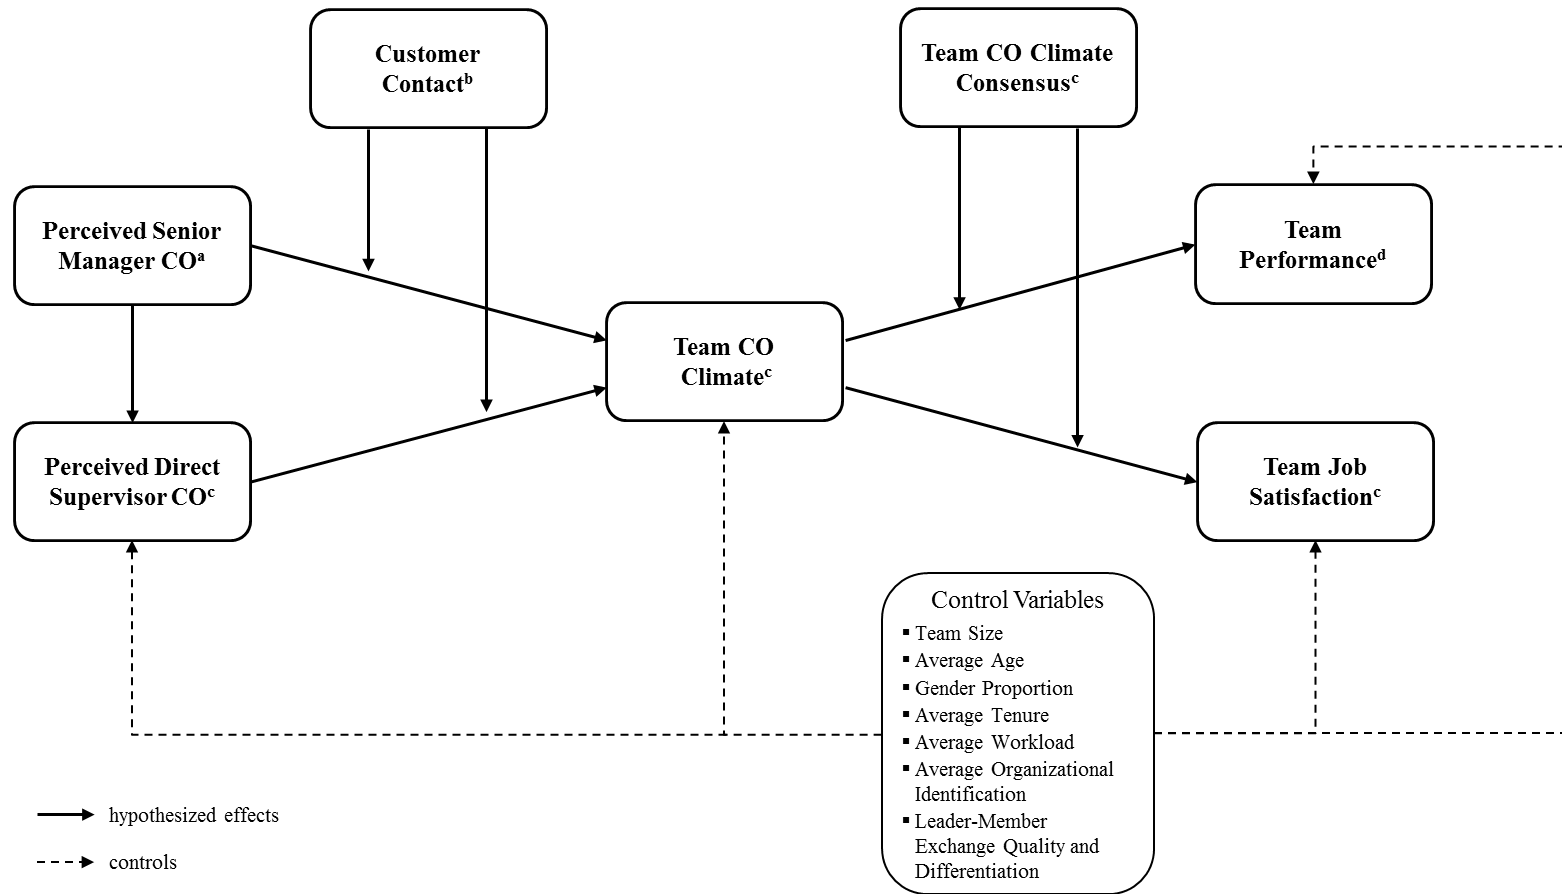 Customer
Contactᵇ
Team CO Climate
Consensusᶜ
Perceived Senior
Manager COᵃ
Team
Performanceᵈ
Team CO
Climateᶜ
Perceived Direct
Supervisor COᶜ
Team Job
Satisfactionᶜ
Control Variables
▪ Team Size
▪ Average Age
▪ Gender Proportion
▪ Average Tenure
▪ Average Workload
▪ Average Organizational
Identification
▪ Leader-Member
Exchange Quality and
Differentiation
hypothesized effects
controls